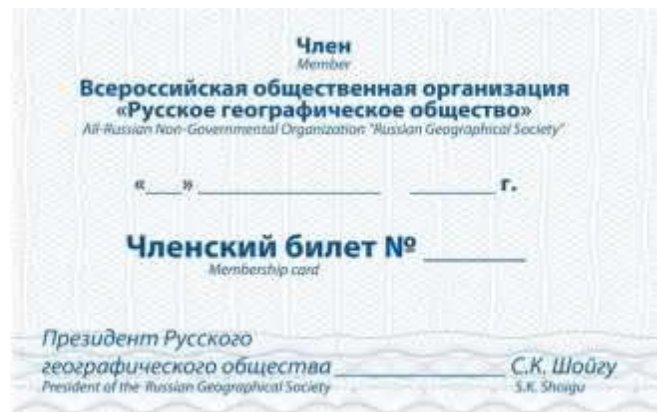 Член
Member
Всероссийская общественная организация
«Русское географическое общество»
All-Russian Non-Governmental Organization "Russian Geographical Society"
«___» _________________ ________ г.
Членский билет № ________
Membership card
Президент Русского
географического общества ________________ С.К. Шойгу
President of the Russian Geographical Society S.K. Shoigu